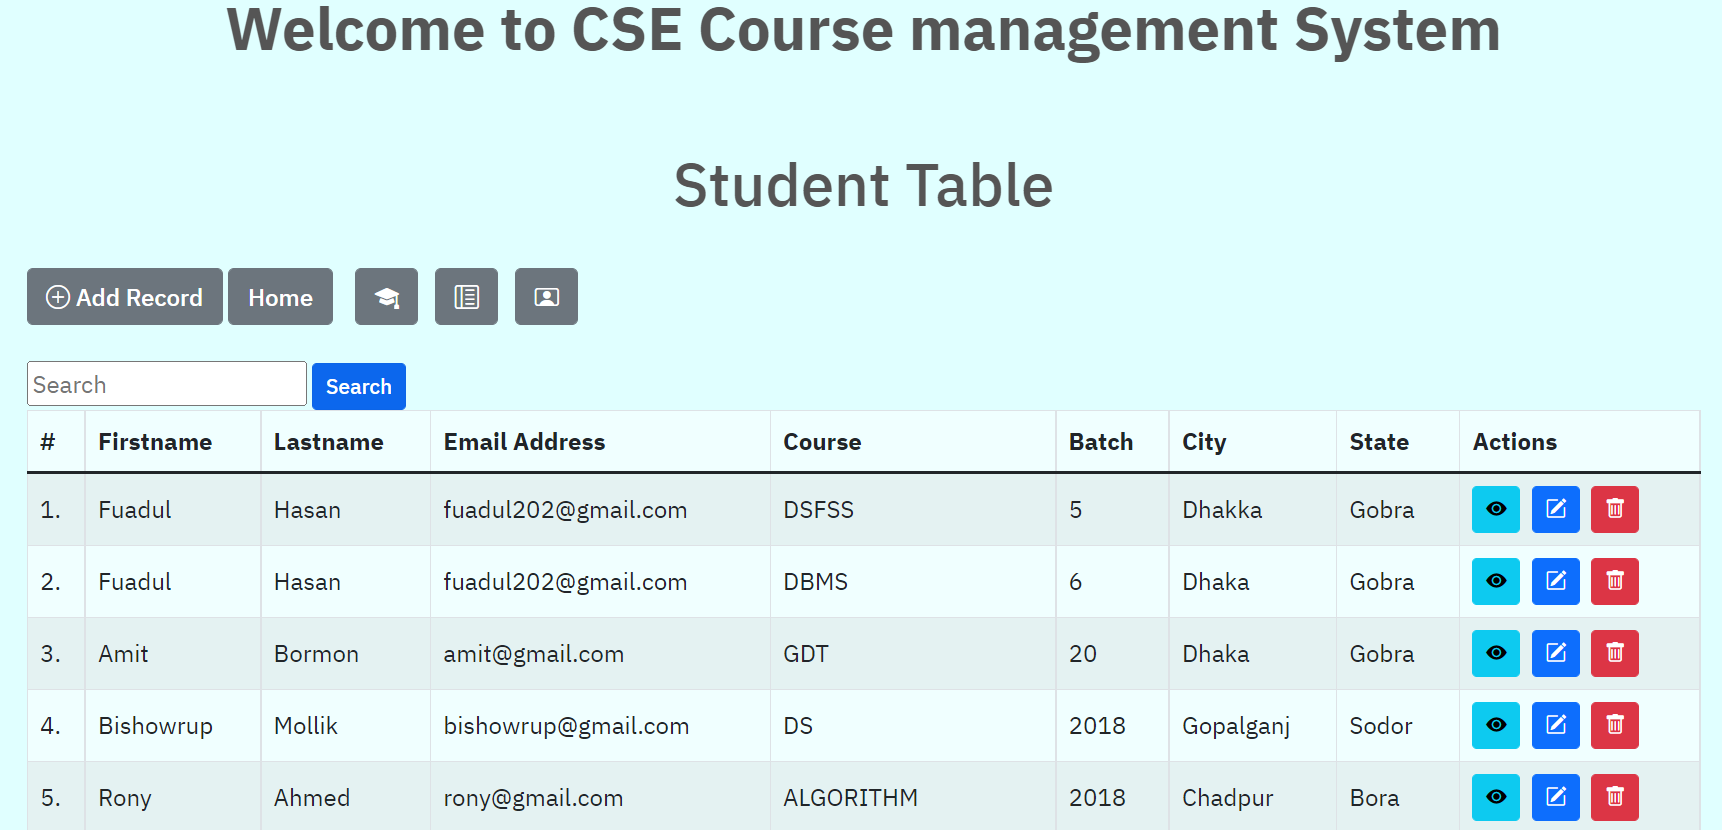 Welcome to CSE Course management System
Student Table
Add Record Home
Search Search
# Firstname Lastname Email Address Course Batch City State Actions
1. Fuadul Hasan fuadul202@gmail.com DSFSS 5 Dhakka Gobra
2. Fuadul Hasan fuadul202@gmail.com DBMS 6 Dhaka Gobra
3. Amit Bormon amit@gmail.com GDT 20 Dhaka Gobra
4. Bishowrup Mollik bishowrup@gmail.com DS 2018 Gopalganj Sodor
5. Rony Ahmed rony@gmail.com ALGORITHM 2018 Chadpur Bora